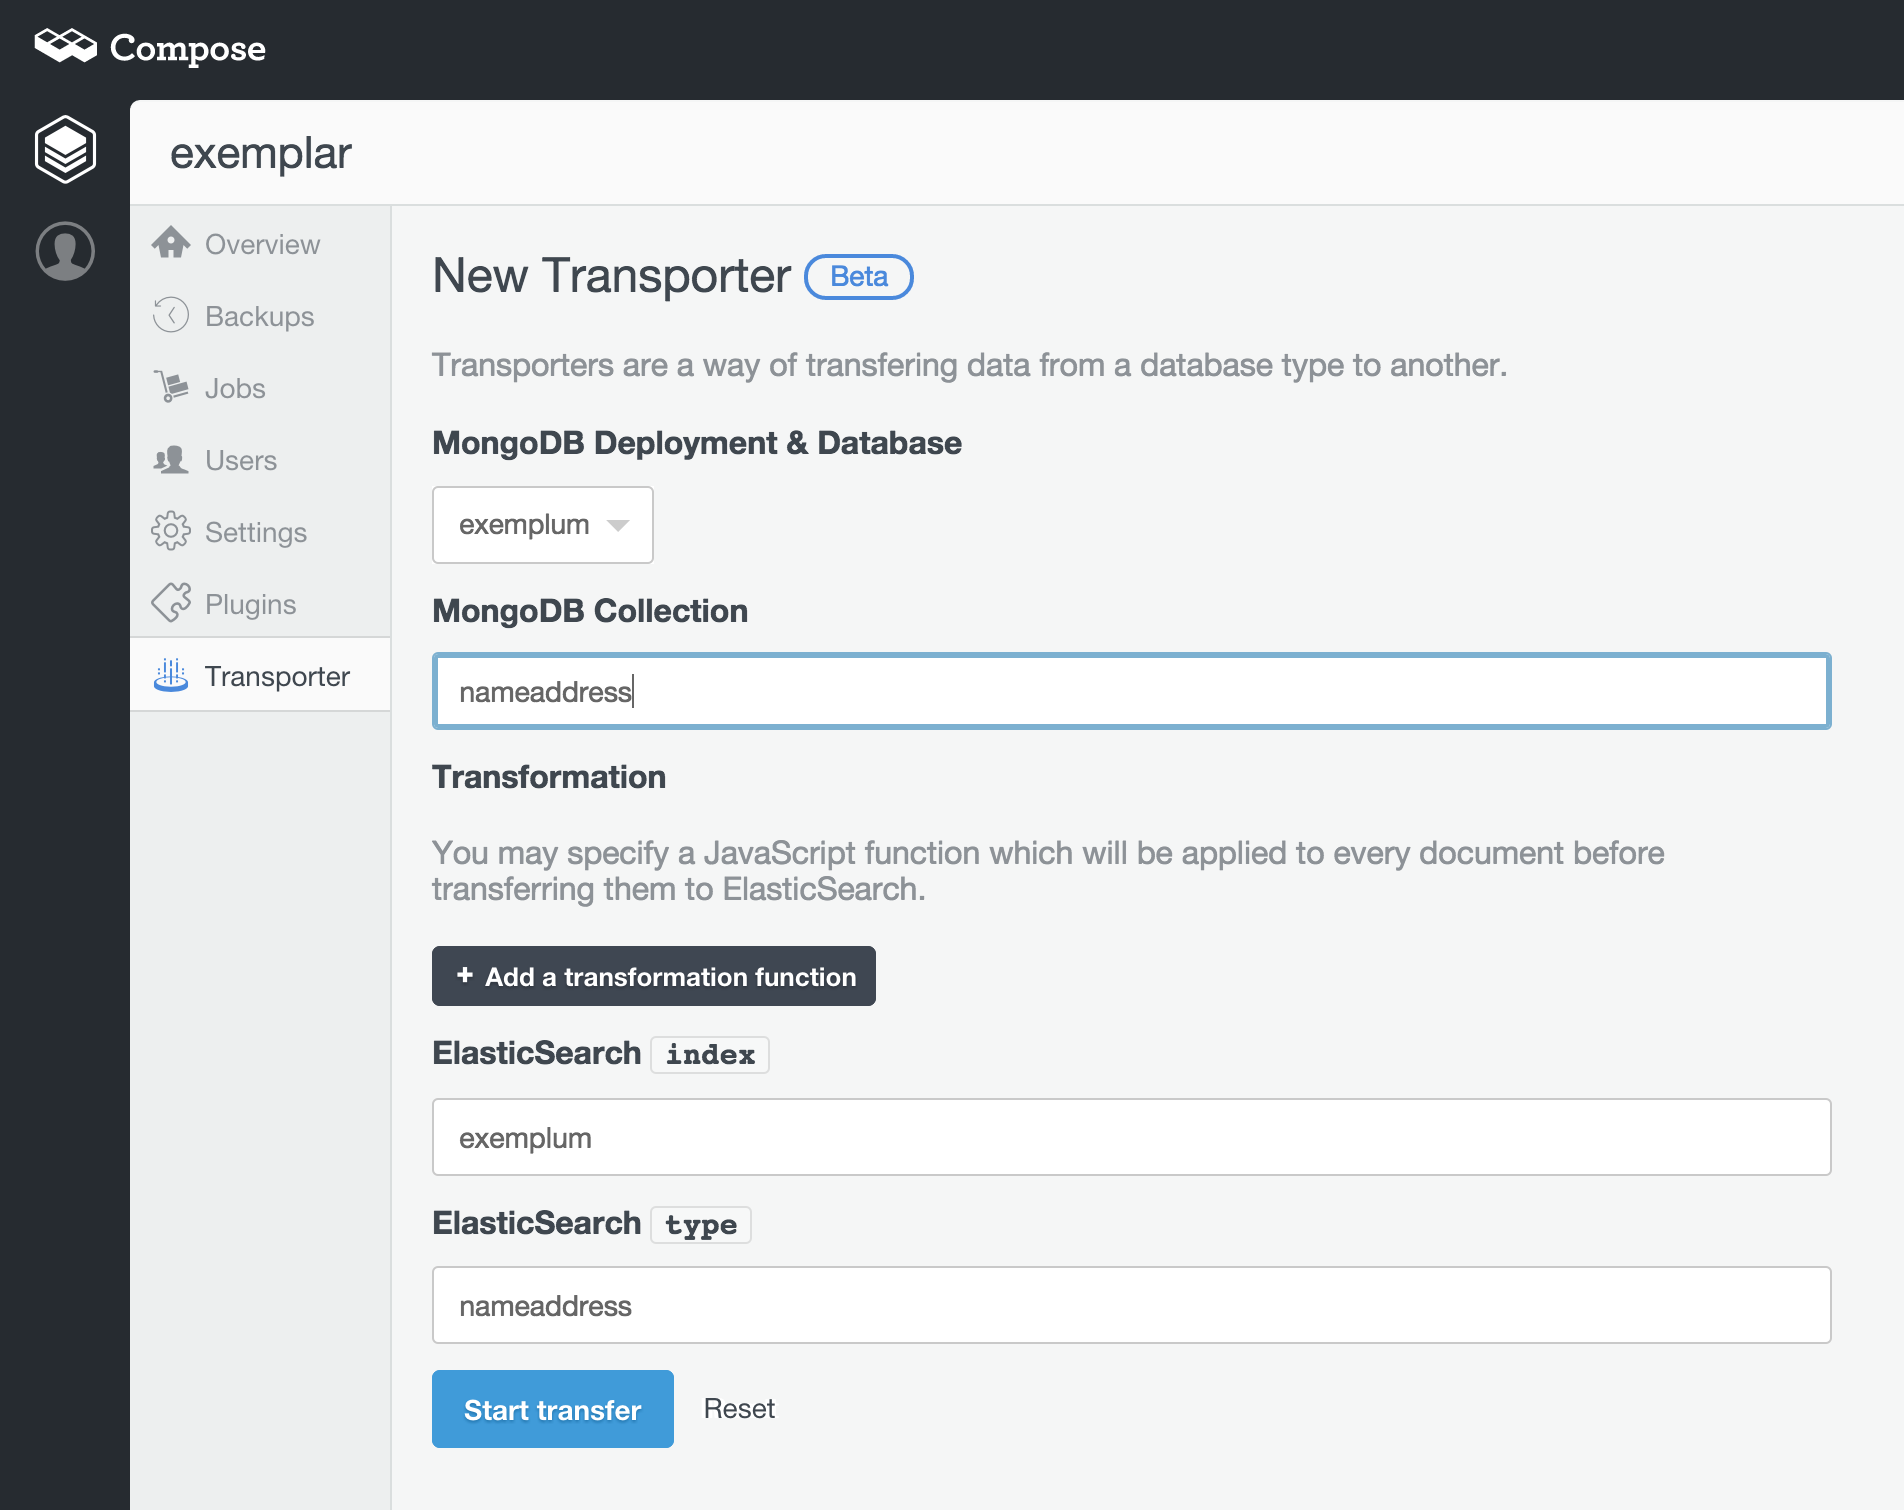 Compose
exemplar
Overview
Backups
Jobs
Users
Settings
Plugins
Transporter
New Transporter Beta
Transporters are a way of transfering data from a database type to another.
MongoDB Deployment & Database
exemplum
MongoDB Collection
nameaddress
Transformation
You may specify a JavaScript function which will be applied to every document before
transferring them to ElasticSearch.
+ Add a transformation function
ElasticSearch index
exemplum
ElasticSearch type
nameaddress
Start transfer Reset